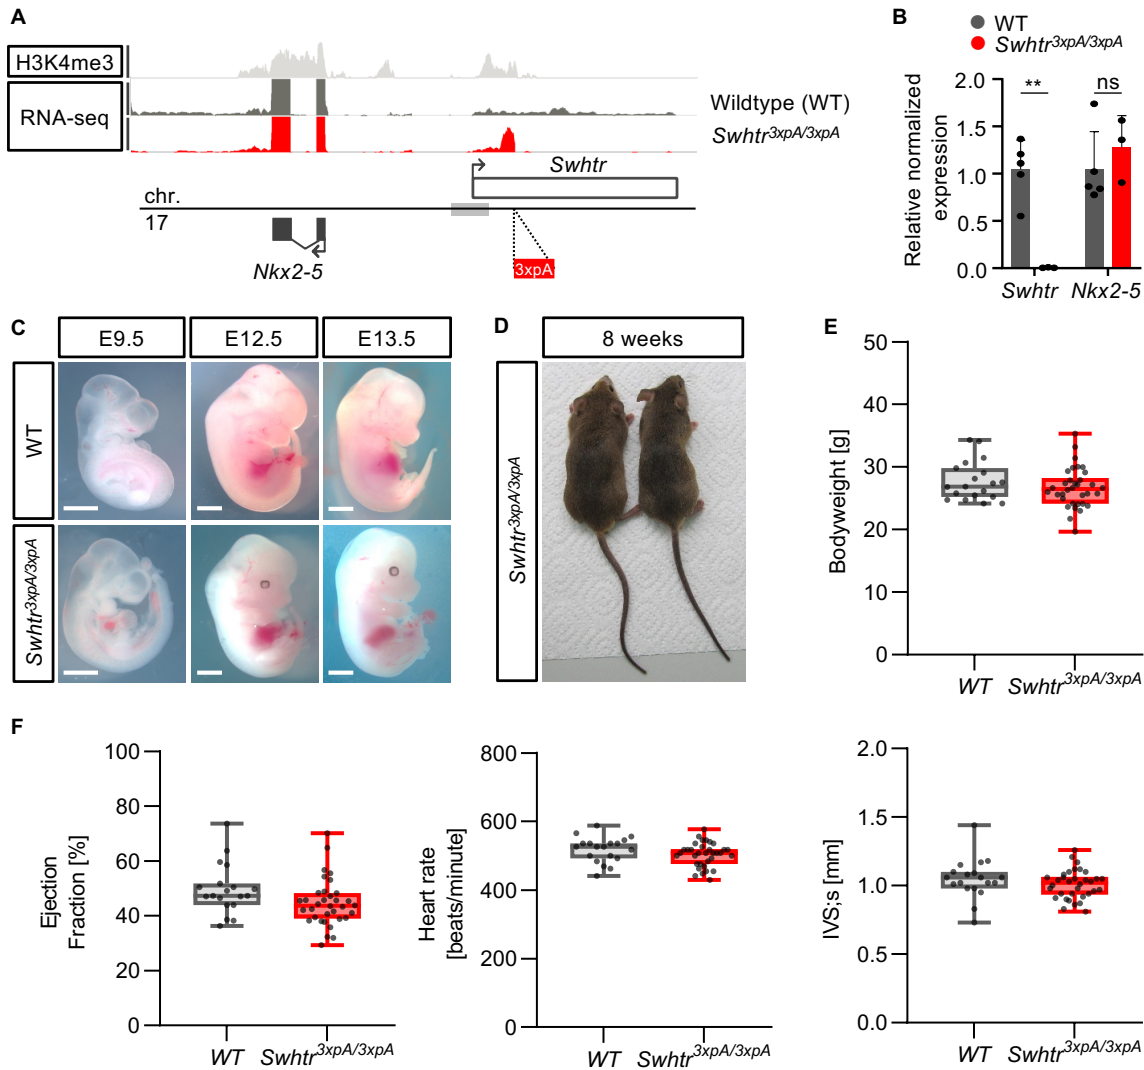 A
H3K4me3
RNA-seq
Wildtype (WT)
Swhtr3xpA/3xpA
Swhtr
chr.
17
Nkx2-5
3xpA
B
WT
Swhtr3xpA/3xpA
Relative normalized
expression
2.0
1.5
1.0
0.5
0.0
**
ns
Swhtr
Nkx2-5
C
E9.5
E12.5
E13.5
WT
Swhtr3xpA/3xpA
D
8 weeks
Swhtr3xpA/3xpA
E
Bodyweight [g]
50
40
30
20
10
0
WT
Swhtr3xpA/3xpA
F
Ejection
Fraction [%]
100
80
60
40
20
0
WT
Swhtr3xpA/3xpA
Heart rate
[beats/minute]
800
600
400
200
0
WT
Swhtr3xpA/3xpA
IVS;s [mm]
2.0
1.5
1.0
0.5
0.0
WT
Swhtr3xpA/3xpA